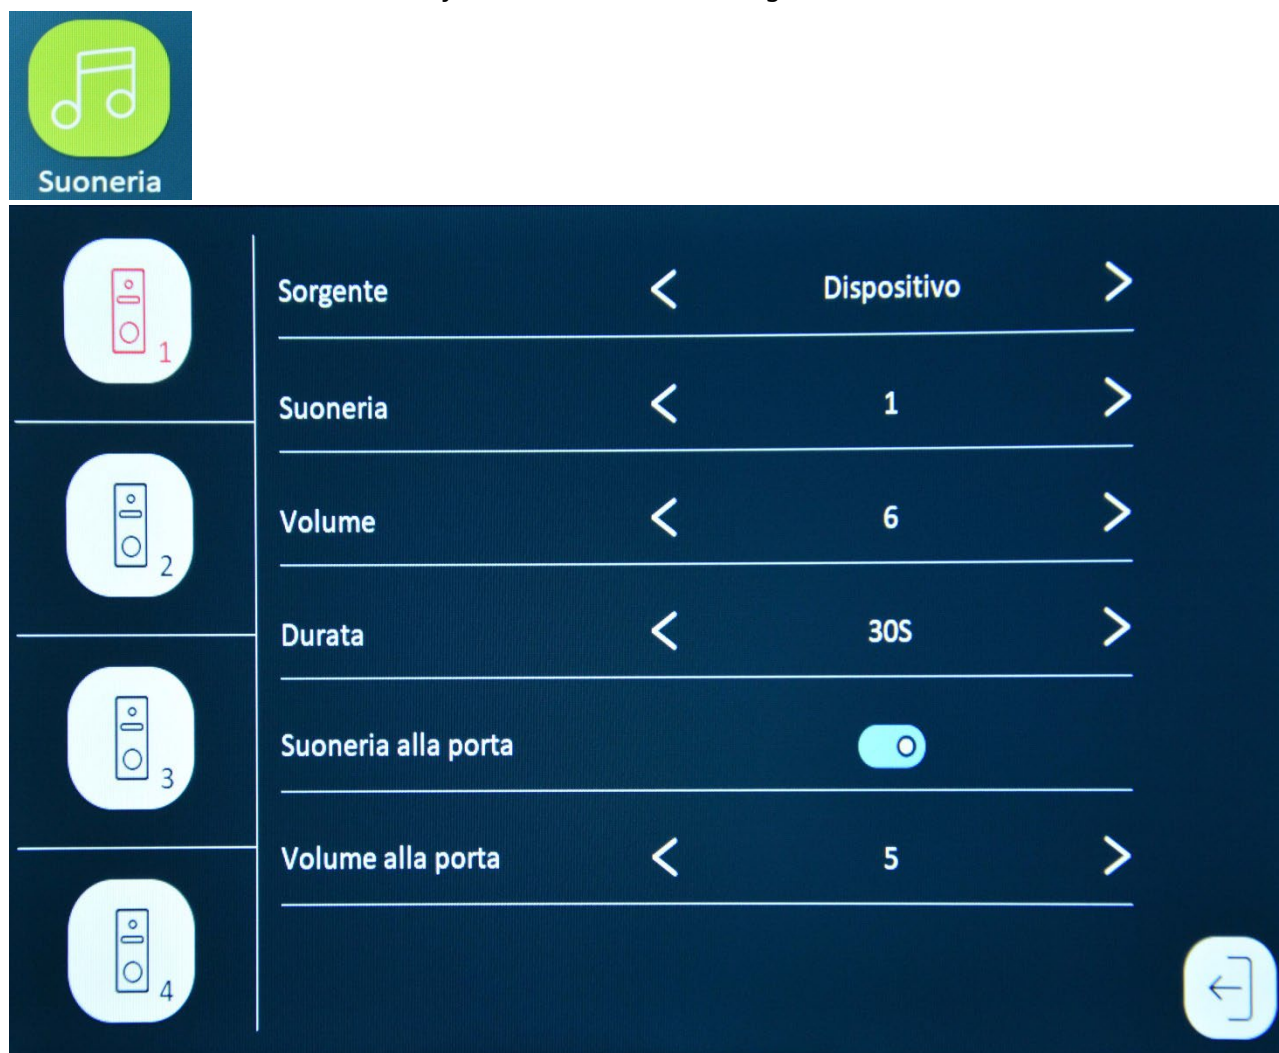 Suoneria
1
Sorgente < Dispositivo >
Suoneria < 1 >
2
Volume < 6 >
Durata < 30S >
3
Suoneria alla porta
Volume alla porta < 5 >
4